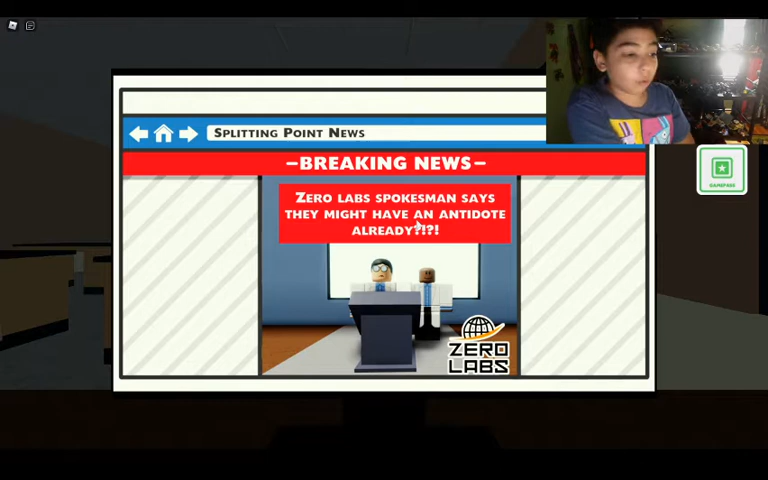 SPLITTING POINT NEWS
–BREAKING NEWS–
ZERO LABS SPOKESMAN SAYS
THEY MIGHT HAVE AN ANTIDOTE
ALREADY?!?!
GAMEPASS
ZERO
LABS